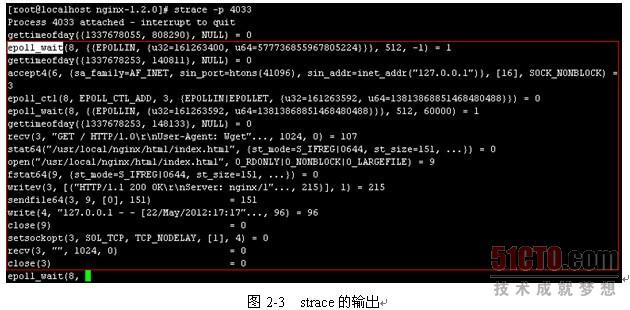 [root@localhost nginx-1.2.0]# strace -p 4033
Process 4033 attached - interrupt to quit
gettimeofday({1337678055, 808290}, NULL) = 0
epoll_wait(8, {{EPOLLIN, {u32=161263400, u64=577736855967805224}}}, 512, -1) = 1
gettimeofday({1337678253, 140811}, NULL) = 0
accept4(6, {sa_family=AF_INET, sin_port=htons(41096), sin_addr=inet_addr("127.0.0.1")}, [16], SOCK_NONBLOCK) =
3
epoll_ctl(8, EPOLL_CTL_ADD, 3, {EPOLLIN|EPOLLET, {u32=161263592, u64=13813868851468480488}}) = 0
epoll_wait(8, {{EPOLLIN, {u32=161263592, u64=13813868851468480488}}}, 512, 60000) = 1
gettimeofday({1337678253, 148133}, NULL) = 0
recv(3, "GET / HTTP/1.0\r\nUser-Agent: Wget"..., 1024, 0) = 107
stat64("/usr/local/nginx/html/index.html", {st_mode=S_IFREG|0644, st_size=151, ...}) = 0
open("/usr/local/nginx/html/index.html", O_RDONLY|O_NONBLOCK|O_LARGEFILE) = 9
fstat64(9, {st_mode=S_IFREG|0644, st_size=151, ...}) = 0
writev(3, [{"HTTP/1.1 200 OK\r\nServer: nginx/1"..., 215}], 1) = 215
sendfile64(3, 9, [0], 151) = 151
write(4, "127.0.0.1 - - [22/May/2012:17:17"..., 96) = 96
close(9) = 0
setsockopt(3, SOL_TCP, TCP_NODELAY, [1], 4) = 0
recv(3, "", 1024, 0) = 0
close(3) = 0
epoll_wait(8,
51CTO.com
技术成就梦想
图 2-3 strace 的输出